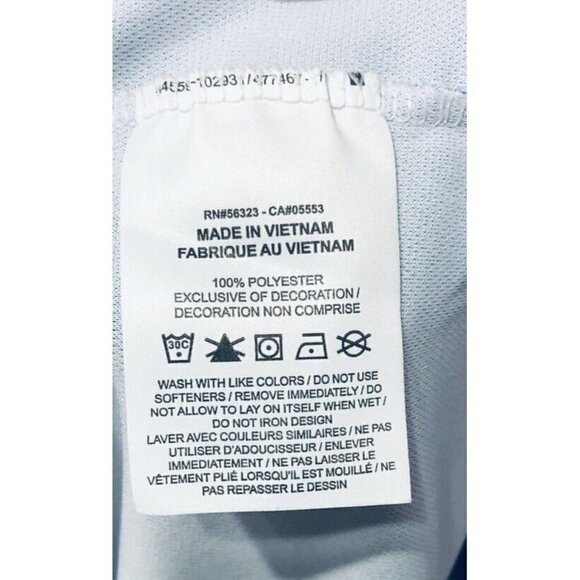 RN#56323 - CA#05553
MADE IN VIETNAM
FABRIQUE AU VIETNAM
100% POLYESTER
EXCLUSIVE OF DECORATION /
DECORATION NON COMPRISE
30C
WASH WITH LIKE COLORS / DO NOT USE
SOFTENERS / REMOVE IMMEDIATELY / DO
NOT ALLOW TO LAY ON ITSELF WHEN WET /
DO NOT IRON DESIGN
LAVER AVEC COULEURS SIMILAIRES / NE PAS
UTILISER D'ADOUCISSEUR / ENLEVER
IMMEDIATEMENT / NE PAS LAISSER LE
VÊTEMENT PLIÉ LORSQU'IL EST MOUILLÉ / NE
PAS REPASSER LE DESSIN